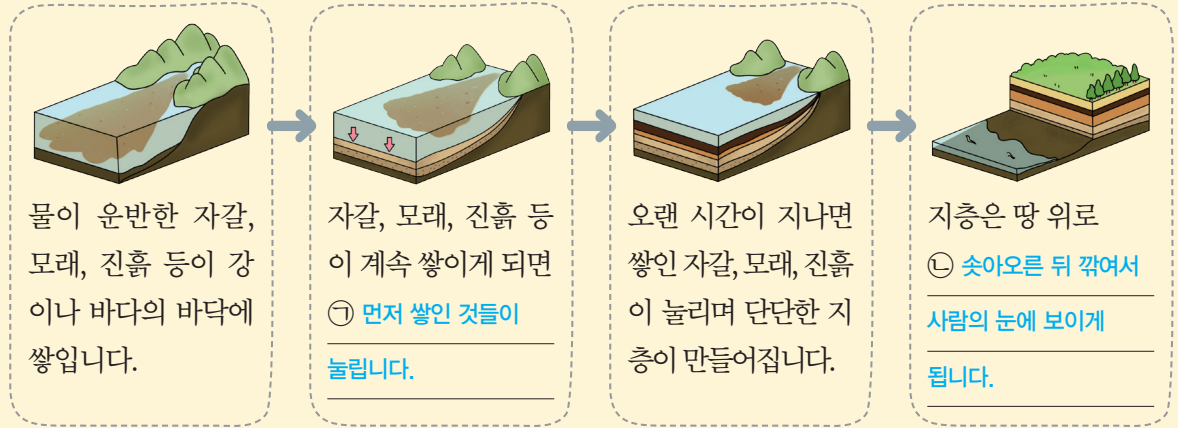 물이 운반한 자갈,
모래, 진흙 등이 강
이나 바다의 바닥에
쌓입니다.
자갈, 모래, 진흙 등
이 계속 쌓이게 되면
㉠ 먼저 쌓인 것들이
눌립니다.
오랜 시간이 지나면
쌓인 자갈, 모래, 진흙
이 눌리며 단단한 지
층이 만들어집니다.
지층은 땅 위로
㉡ 솟아오른 뒤 깎여서
사람의 눈에 보이게
됩니다.